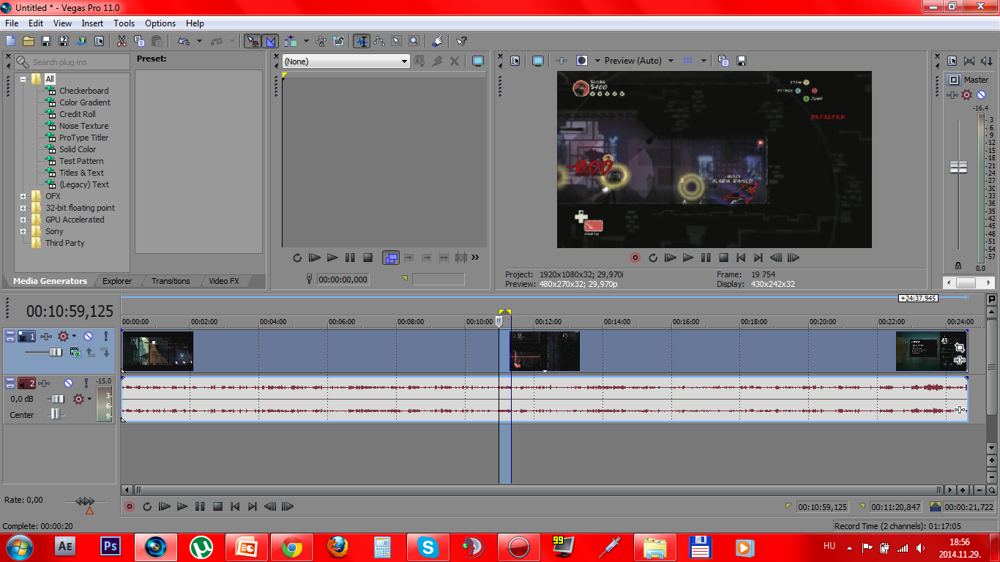 Untitled * - Vegas Pro 11.0
File Edit View Insert Tools Options Help
Search plug-ins
Preset:
All
Checkerboard
Color Gradient
Credit Roll
Noise Texture
ProType Titler
Solid Color
Test Pattern
Titles & Text
(Legacy) Text
OFX
32-bit floating point
GPU Accelerated
Sony
Third Party
Media Generators Explorer Transitions Video FX
(None)
00:00:00,000
Preview (Auto)
SCORE
5400
ITEM Y
ATTACK X B
A JUMP
DETECTED
-800
-800
ALARM RAISED
Project: 1920x1080x32; 29,970i Frame: 19 754
Preview: 480x270x32; 29,970p Display: 430x242x32
Master
-16,4
3
6
9
12
15
18
21
24
27
30
33
36
39
42
45
48
51
54
57
0,0
00:10:59,125
+24:37,945
00:00:00 00:02:00 00:04:00 00:06:00 00:08:00 00:10:00 00:12:00 00:14:00 00:16:00 00:18:00 00:20:00 00:22:00 00:24:00
1
2
-15,0
0,0 dB
Center
3
6
9
Rate: 0,00
00:10:59,125 00:11:20,847 00:00:21,722
Complete: 00:00:20
Record Time (2 channels): 01:17:05
AE Ps 99 HU
18:56
2014.11.29.